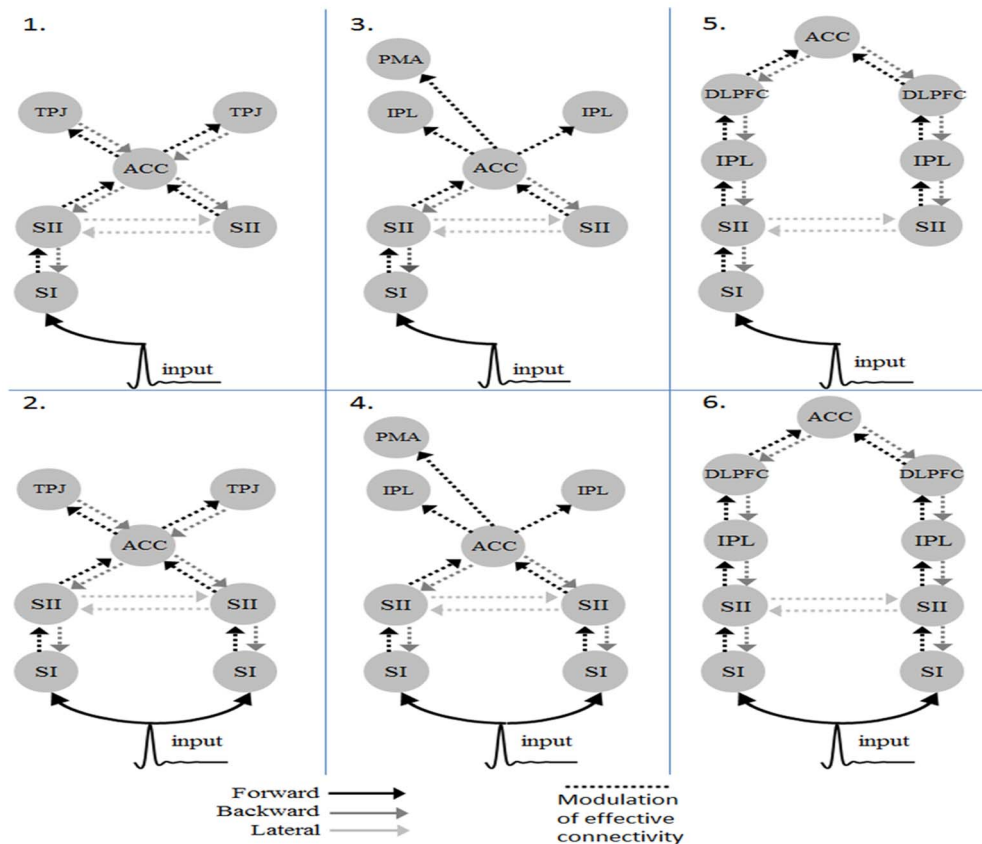 1.
TPJ TPJ
ACC
SII SII
SI
input
3.
PMA
IPL IPL
ACC
SII SII
SI
input
5.
ACC
DLPFC DLPFC
IPL IPL
SII SII
SI
input
2.
TPJ TPJ
ACC
SII SII
SI SI
input
4.
PMA
IPL IPL
ACC
SII SII
SI SI
input
6.
ACC
DLPFC DLPFC
IPL IPL
SII SII
SI SI
input
Forward
Backward
Lateral
Modulation
of effective
connectivity